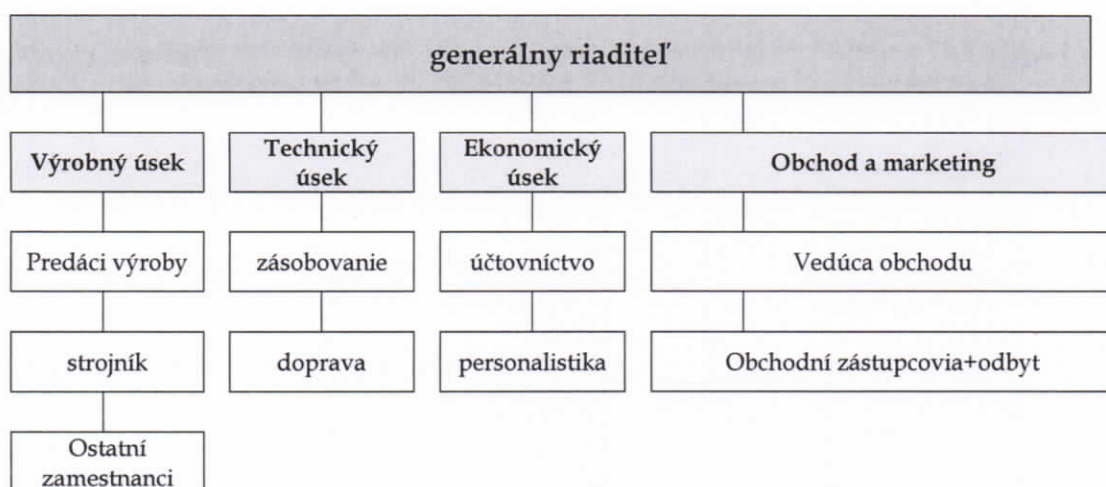 generálny riaditeľ
Výrobný úsek
Technický
úsek
Ekonomický
úsek
Obchod a marketing
Predáci výroby
zásobovanie
účtovníctvo
Vedúca obchodu
strojník
doprava
personalistika
Obchodní zástupcovia+odbyt
Ostatní
zamestnanci